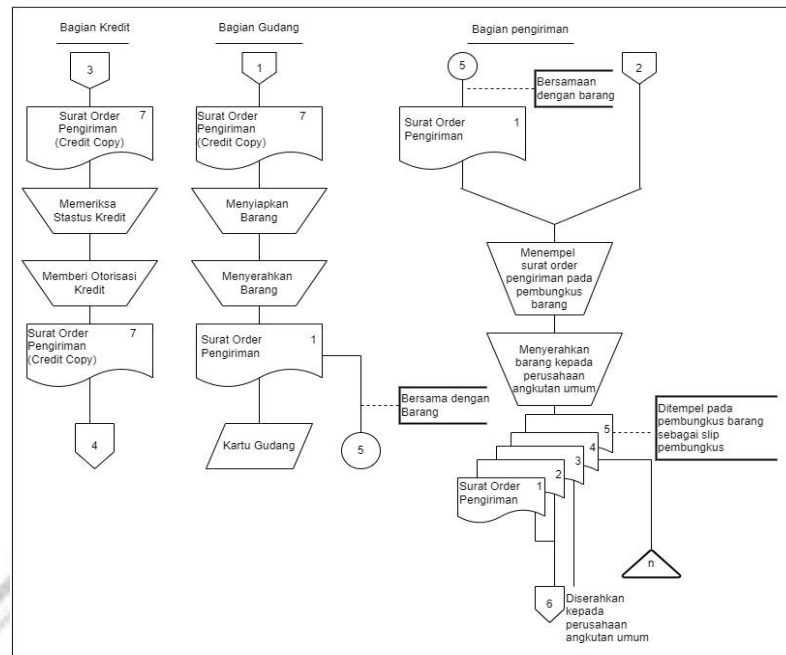 Bagian Kredit
3
Surat Order 7
Pengiriman
(Credit Copy)
Memeriksa
Stastus Kredit
Memberi Otorisasi
Kredit
Surat Order 7
Pengiriman
(Credit Copy)
4
Bagian Gudang
1
Surat Order 7
Pengiriman
(Credit Copy)
Menyiapkan
Barang
Menyerahkan
Barang
Surat Order 1
Pengiriman
Kartu Gudang
Bersama dengan
Barang
5
Bagian pengiriman
5
Bersamaan
dengan barang
2
Surat Order 1
Pengiriman
Menempel
surat order
pengiriman pada
pembungkus
barang
Menyerahkan
barang kepada
perusahaan
angkutan umum
5
4
3
2
Surat Order 1
Pengiriman
Ditempel pada
pembungkus barang
sebagai slip
pembungkus
n
6
Diserahkan
kepada
perusahaan
angkutan umum